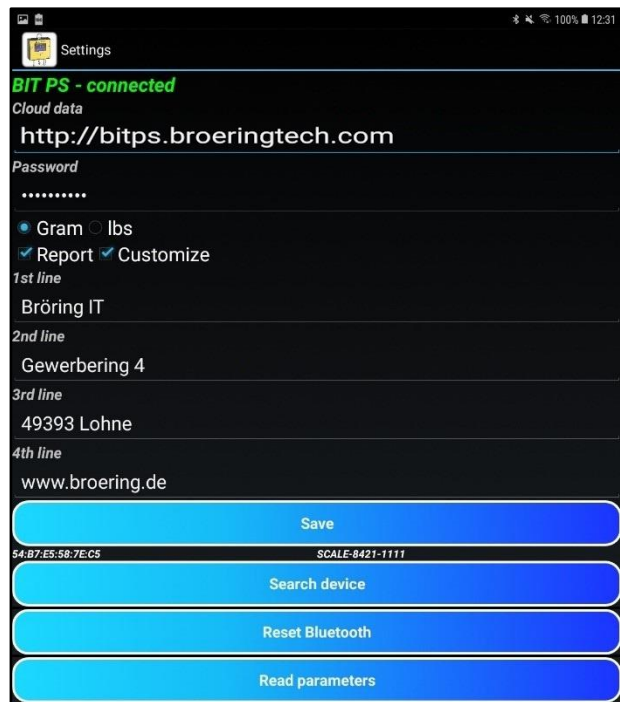 100% 12:31
Settings
BIT PS - connected
Cloud data
http://bitps.broeringtech.com
Password
••••••••••
Gram lbs
Report Customize
1st line
Bröring IT
2nd line
Gewerbering 4
3rd line
49393 Lohne
4th line
www.broering.de
Save
54:B7:E5:58:7E:C5 SCALE-8421-1111
Search device
Reset Bluetooth
Read parameters